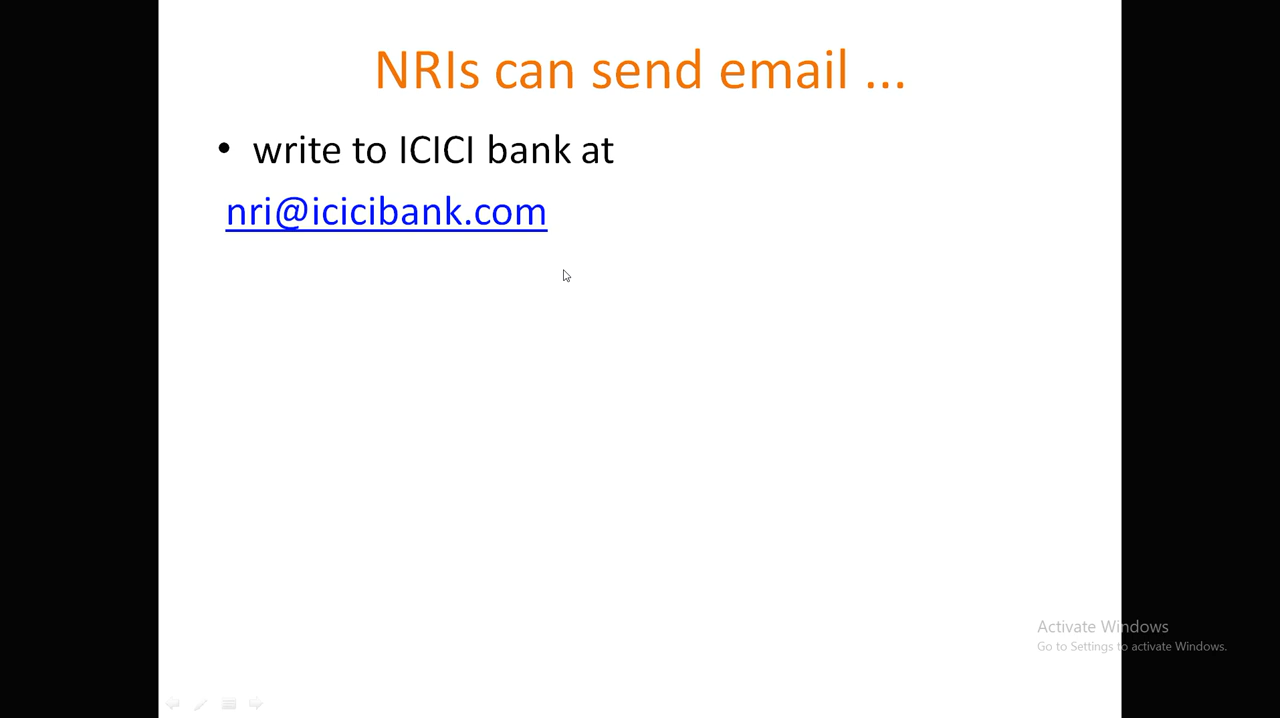 NRIs can send email ...
• write to ICICI bank at
nri@icicibank.com
Activate Windows
Go to Settings to activate Windows.